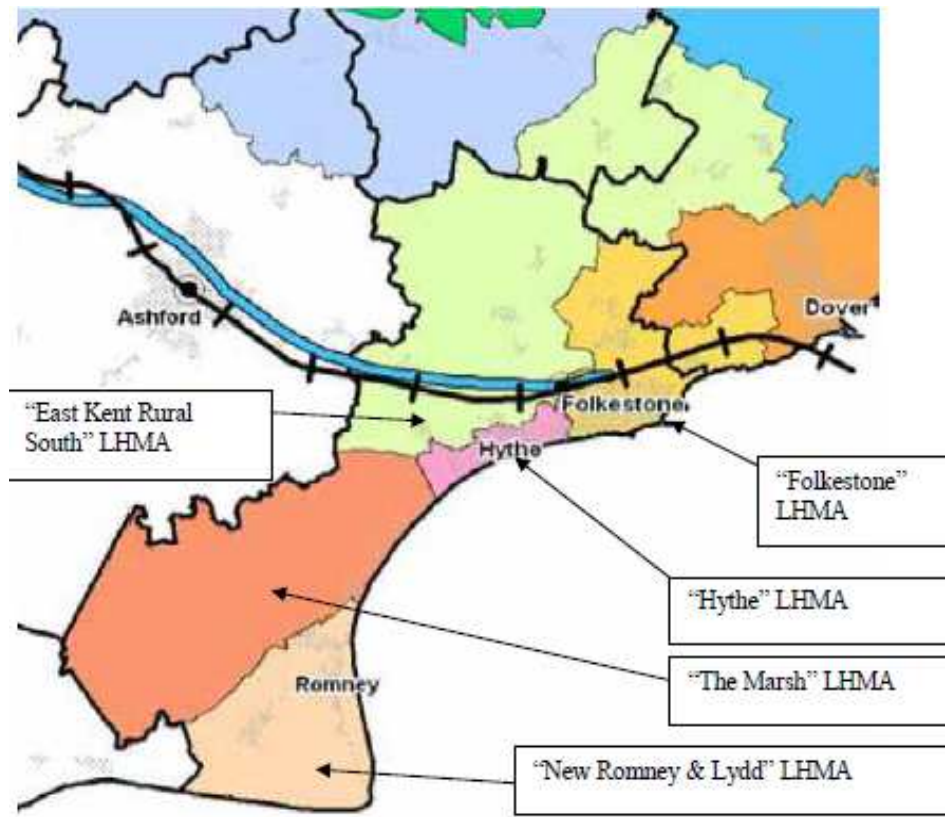 Dover
Ashford
"East Kent Rural
South" LHMA
Folkestone
Hythe
"Folkestone"
LHMA
"Hythe" LHMA
"The Marsh" LHMA
Romney
"New Romney & Lydd" LHMA